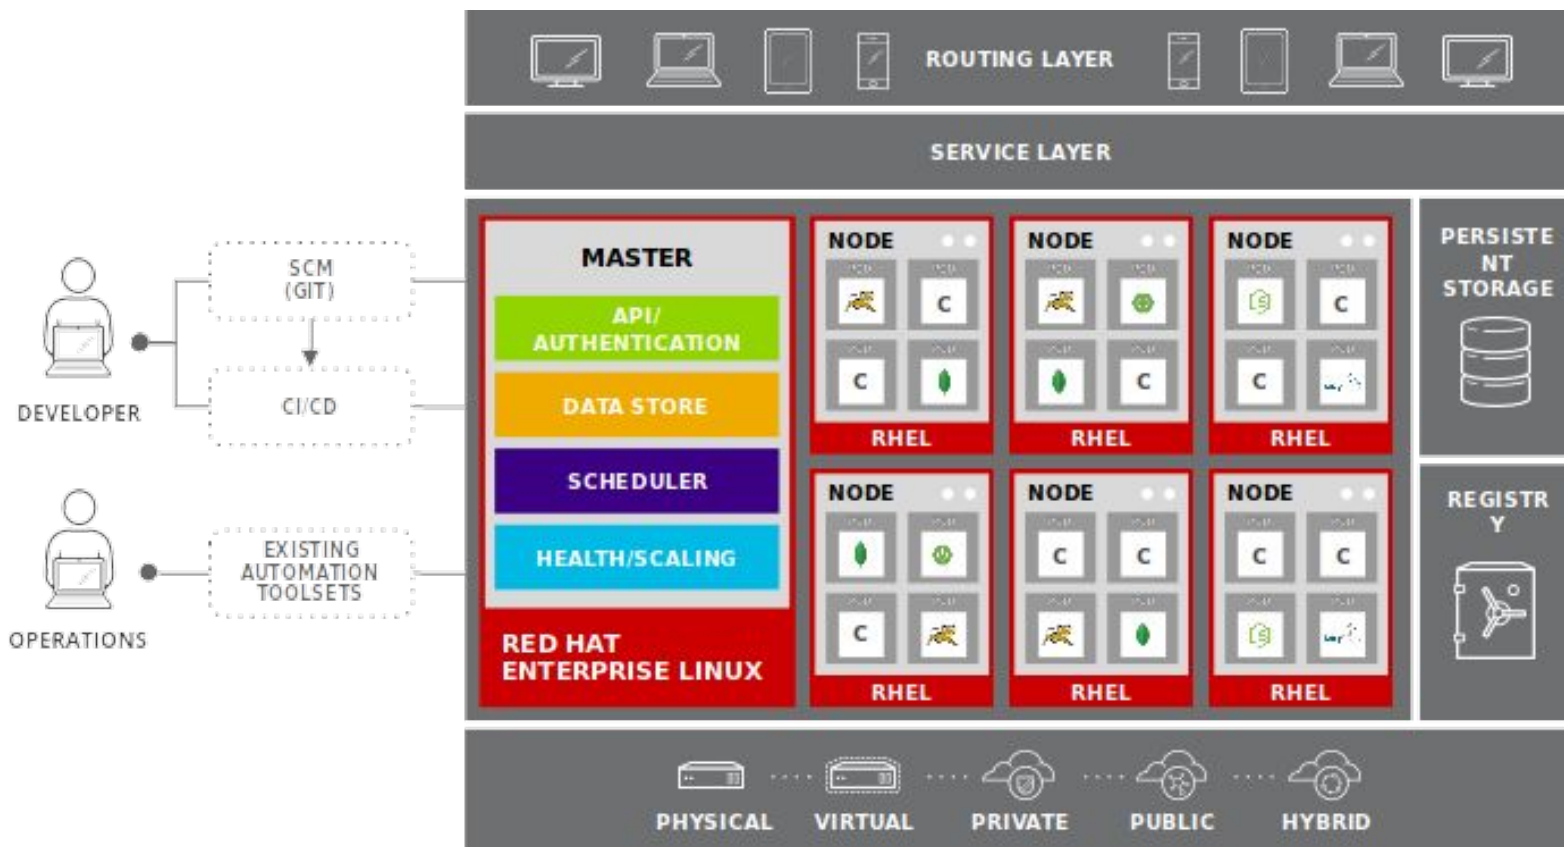 ROUTING LAYER
SERVICE LAYER
SCM
(GIT)
CI/CD
DEVELOPER
EXISTING
AUTOMATION
TOOLSETS
OPERATIONS
MASTER
API/
AUTHENTICATION
DATA STORE
SCHEDULER
HEALTH/SCALING
RED HAT
ENTERPRISE LINUX
NODE
C
C
RHEL
NODE
C
RHEL
NODE
C
C
RHEL
NODE
C
RHEL
NODE
C
C
RHEL
NODE
C
C
RHEL
PERSISTE
NT
STORAGE
REGISTR
Y
PHYSICAL
VIRTUAL
PRIVATE
PUBLIC
HYBRID